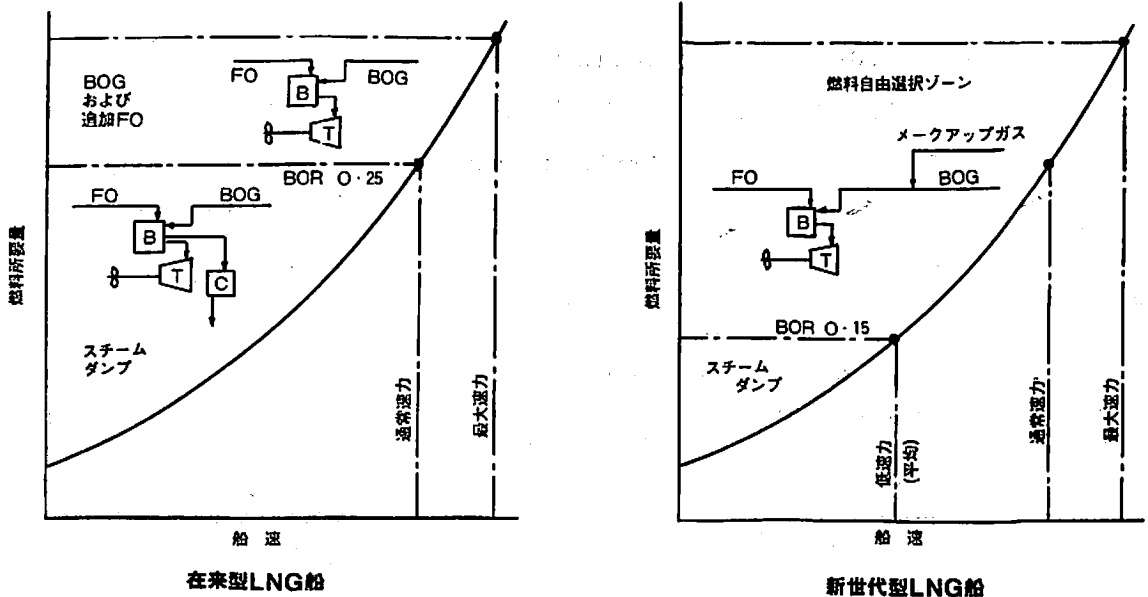 BOG
および
追加FO
FO
BOG
B
T
BOR 0・25
FO
BOG
B
T
C
スチーム
ダンプ
通常速力
最大速力
燃料所要量
船 速
在来型LNG船
燃料自由選択ゾーン
メークアップガス
FO
BOG
B
T
BOR 0・15
スチーム
ダンプ
低速力
(平均)
通常速力
最大速力
燃料所要量
船 速
新世代型LNG船